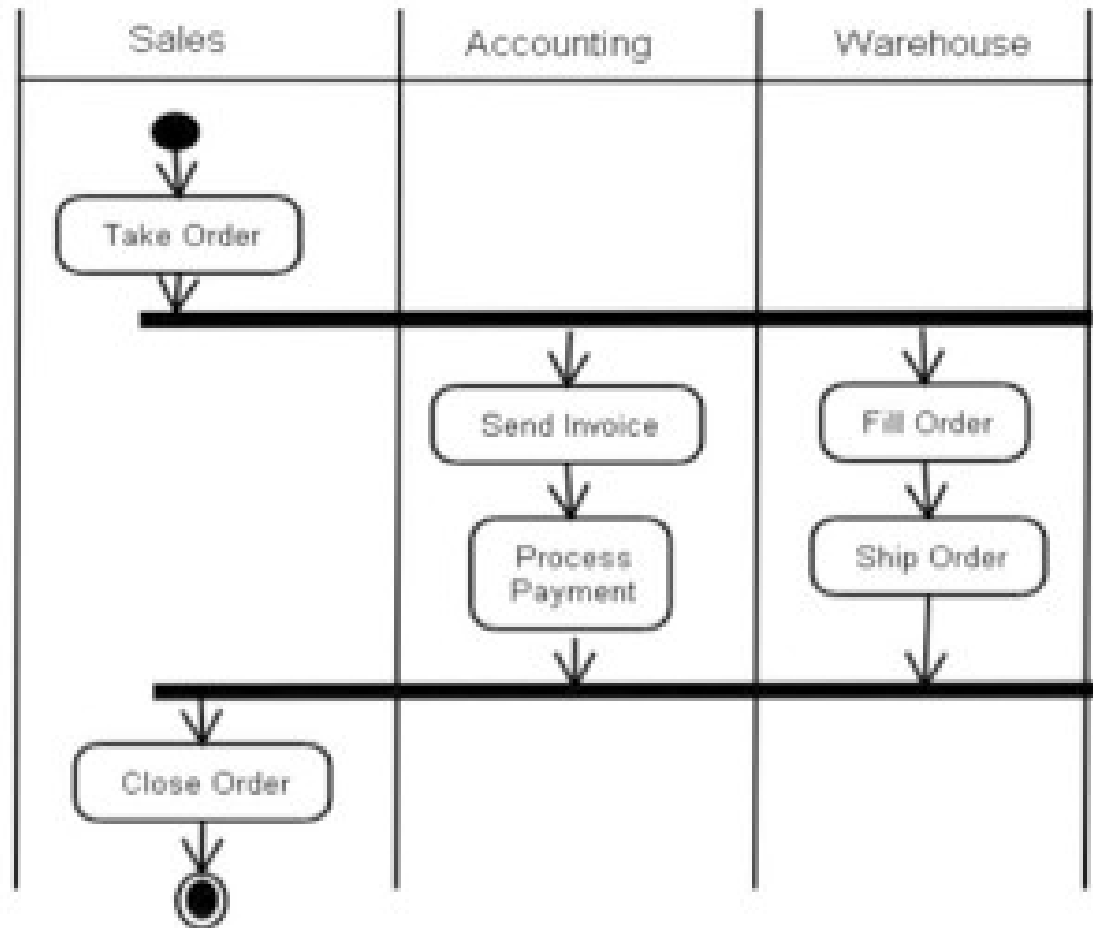 Sales
Accounting
Warehouse
Take Order
Send Invoice
Fill Order
Process
Payment
Ship Order
Close Order